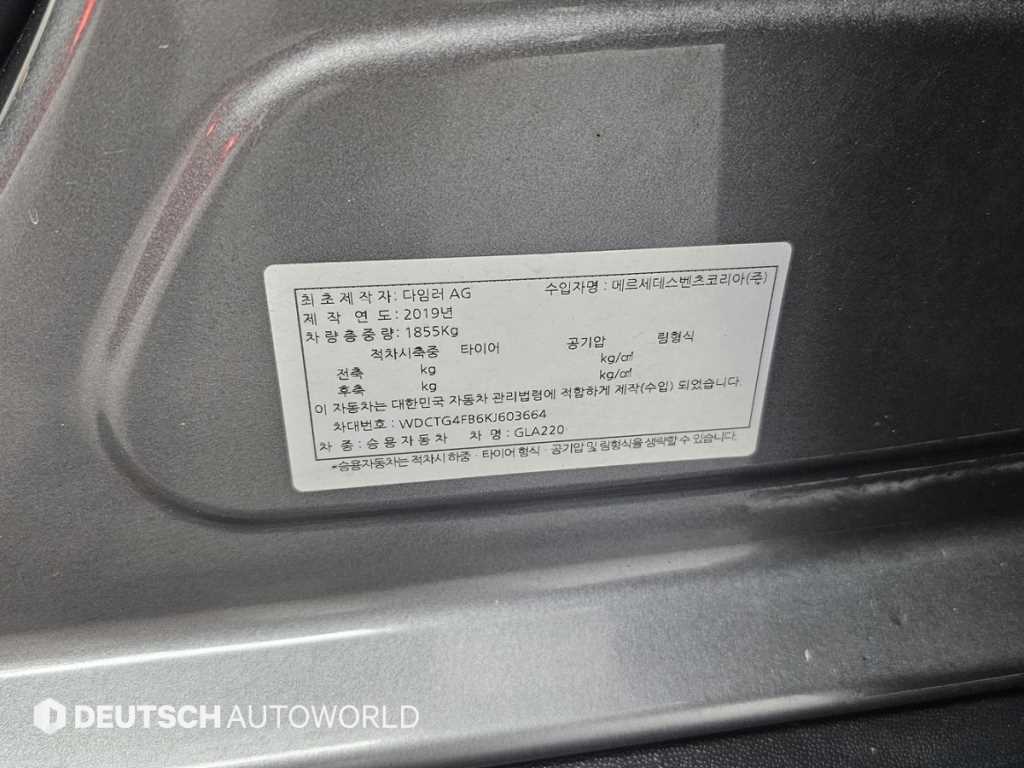 최초제작자: 다임러 AG 수입자명 : 메르세데스벤츠코리아(주)
제작 연도: 2019년
차량총중량: 1855Kg
적차시축중 타이어 공기압 림형식
전축 kg kg/㎠
후축 kg kg/㎠
이 자동차는 대한민국 자동차 관리법령에 적합하게 제작(수입) 되었습니다.
차대번호: WDCTG4FB6KJ603664
차 종: 승용자동차 차 명: GLA220
*승용자동차는 적차시 하중 · 타이어 형식 · 공기압 및 림형식을 생략할 수 있습니다.
DEUTSCH AUTOWORLD